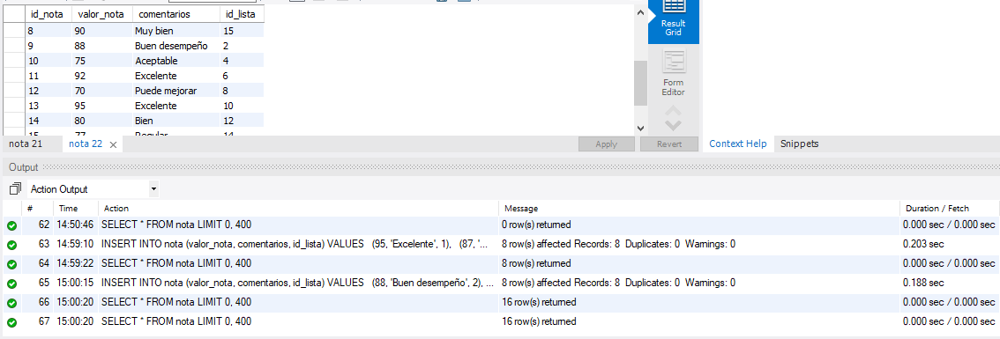 id_nota valor_nota comentarios id_lista
8 90 Muy bien 15
9 88 Buen desempeño 2
10 75 Aceptable 4
11 92 Excelente 6
12 70 Puede mejorar 8
13 95 Excelente 10
14 80 Bien 12
15 77 Regular 14
Result
Grid
Form
Editor
nota 21 nota 22 Apply Revert Context Help Snippets
Output
Action Output
# Time Action Message Duration / Fetch
62 14:50:46 SELECT * FROM nota LIMIT 0, 400 0 row(s) returned 0.000 sec / 0.000 sec
63 14:59:10 INSERT INTO nota (valor_nota, comentarios, id_lista) VALUES (95, 'Excelente', 1), (87, '... 8 row(s) affected Records: 8 Duplicates: 0 Warnings: 0 0.203 sec
64 14:59:22 SELECT * FROM nota LIMIT 0, 400 8 row(s) returned 0.000 sec / 0.000 sec
65 15:00:15 INSERT INTO nota (valor_nota, comentarios, id_lista) VALUES (88, 'Buen desempeño', 2), ... 8 row(s) affected Records: 8 Duplicates: 0 Warnings: 0 0.188 sec
66 15:00:20 SELECT * FROM nota LIMIT 0, 400 16 row(s) returned 0.000 sec / 0.000 sec
67 15:00:20 SELECT * FROM nota LIMIT 0, 400 16 row(s) returned 0.000 sec / 0.000 sec